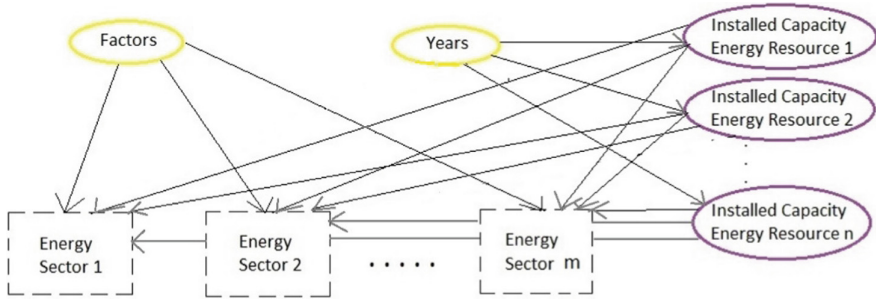 Factors
Years
Installed Capacity
Energy Resource 1
Installed Capacity
Energy Resource 2
Installed Capacity
Energy Resource n
Energy
Sector 1
Energy
Sector 2
Energy
Sector m